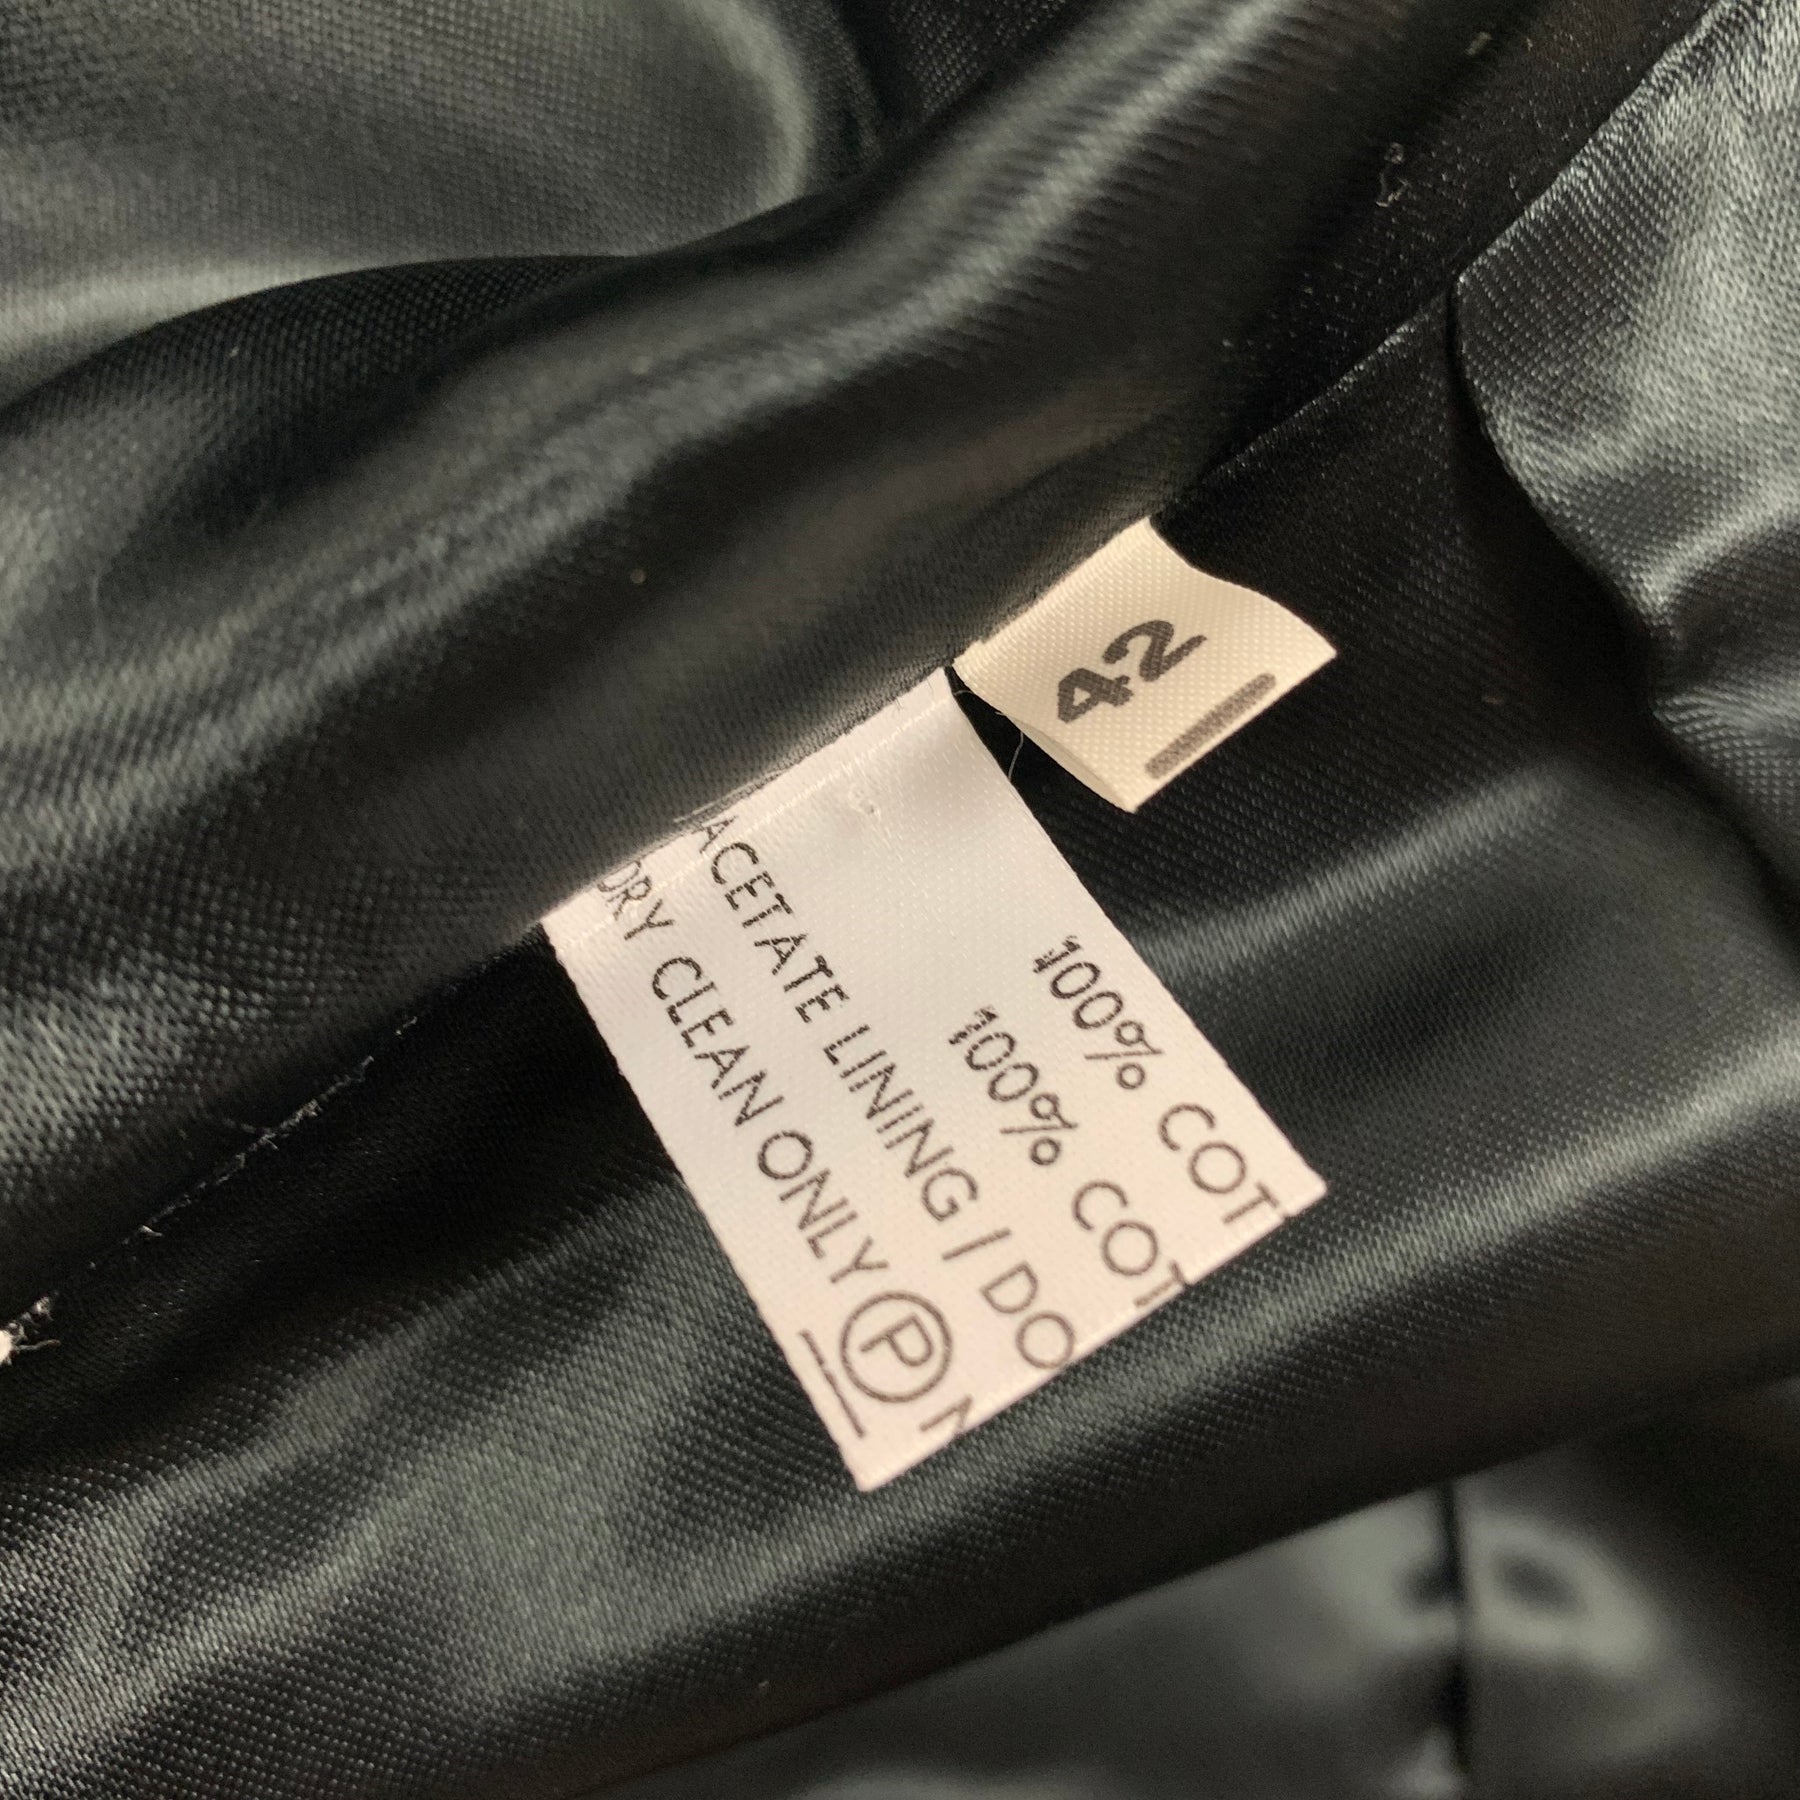 42
100% COT
100% COT
ACETATE LINING / DO
DRY CLEAN ONLY P